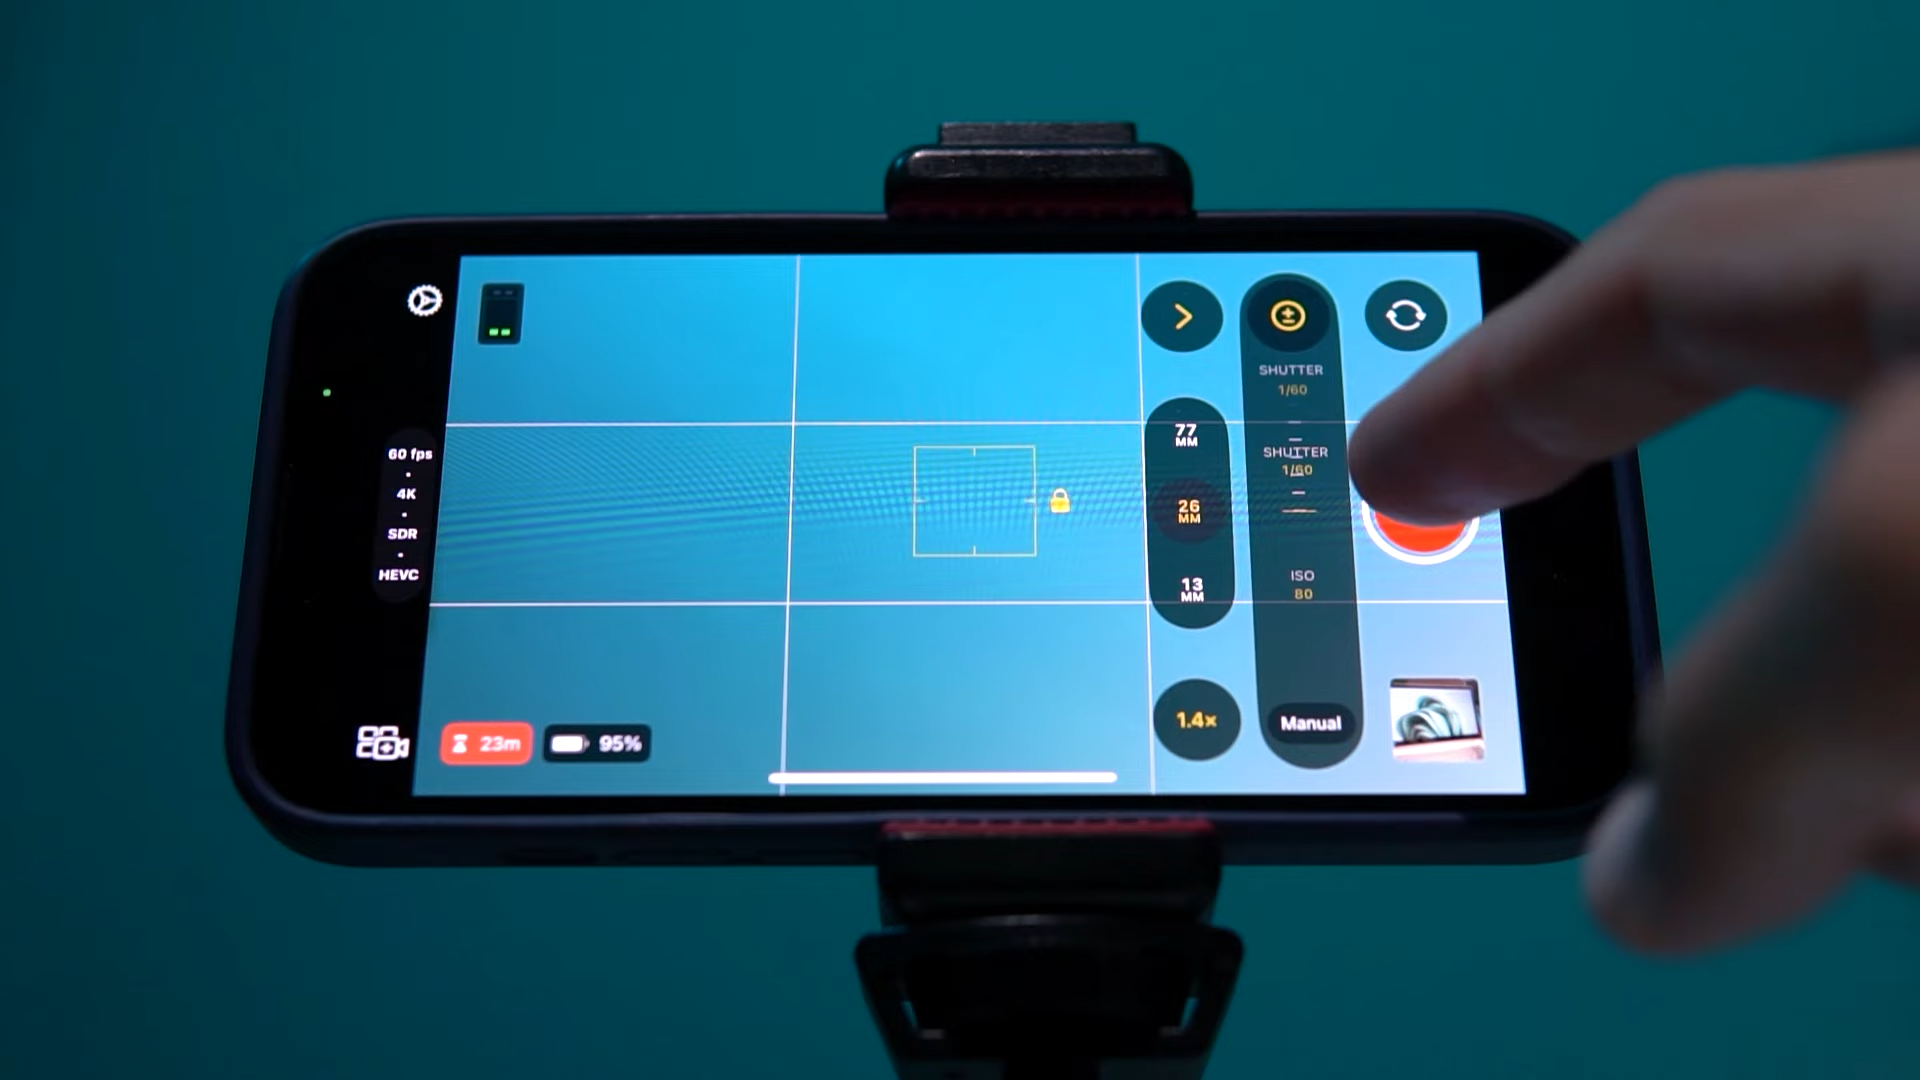 60 fps
4K
SDR
HEVC
23m
95%
77
MM
26
MM
13
MM
1.4x
SHUTTER
1/60
SHUTTER
1/60
ISO
80
Manual